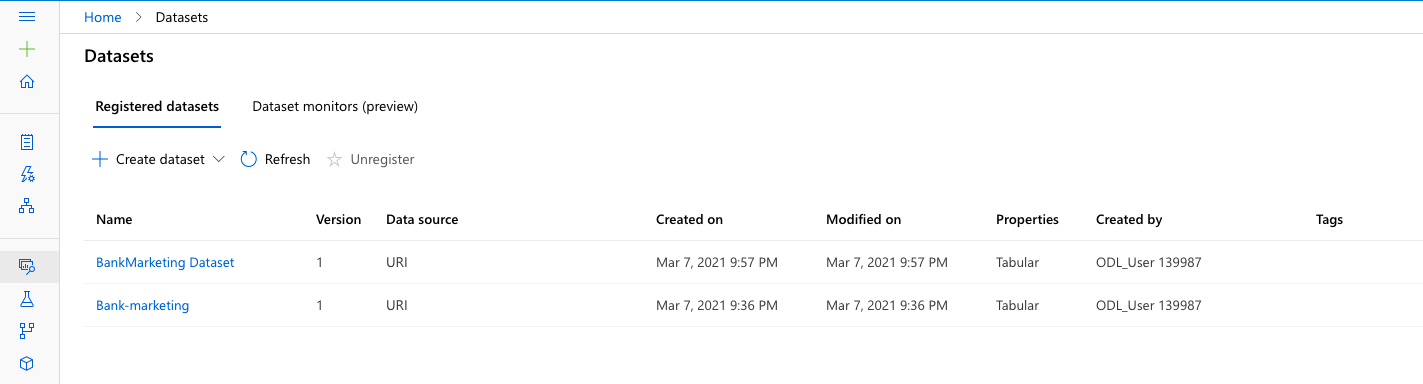 Home > Datasets
Datasets
Registered datasets Dataset monitors (preview)
Create dataset Refresh Unregister
Name Version Data source Created on Modified on Properties Created by Tags
BankMarketing Dataset 1 URI Mar 7, 2021 9:57 PM Mar 7, 2021 9:57 PM Tabular ODL_User 139987
Bank-marketing 1 URI Mar 7, 2021 9:36 PM Mar 7, 2021 9:36 PM Tabular ODL_User 139987